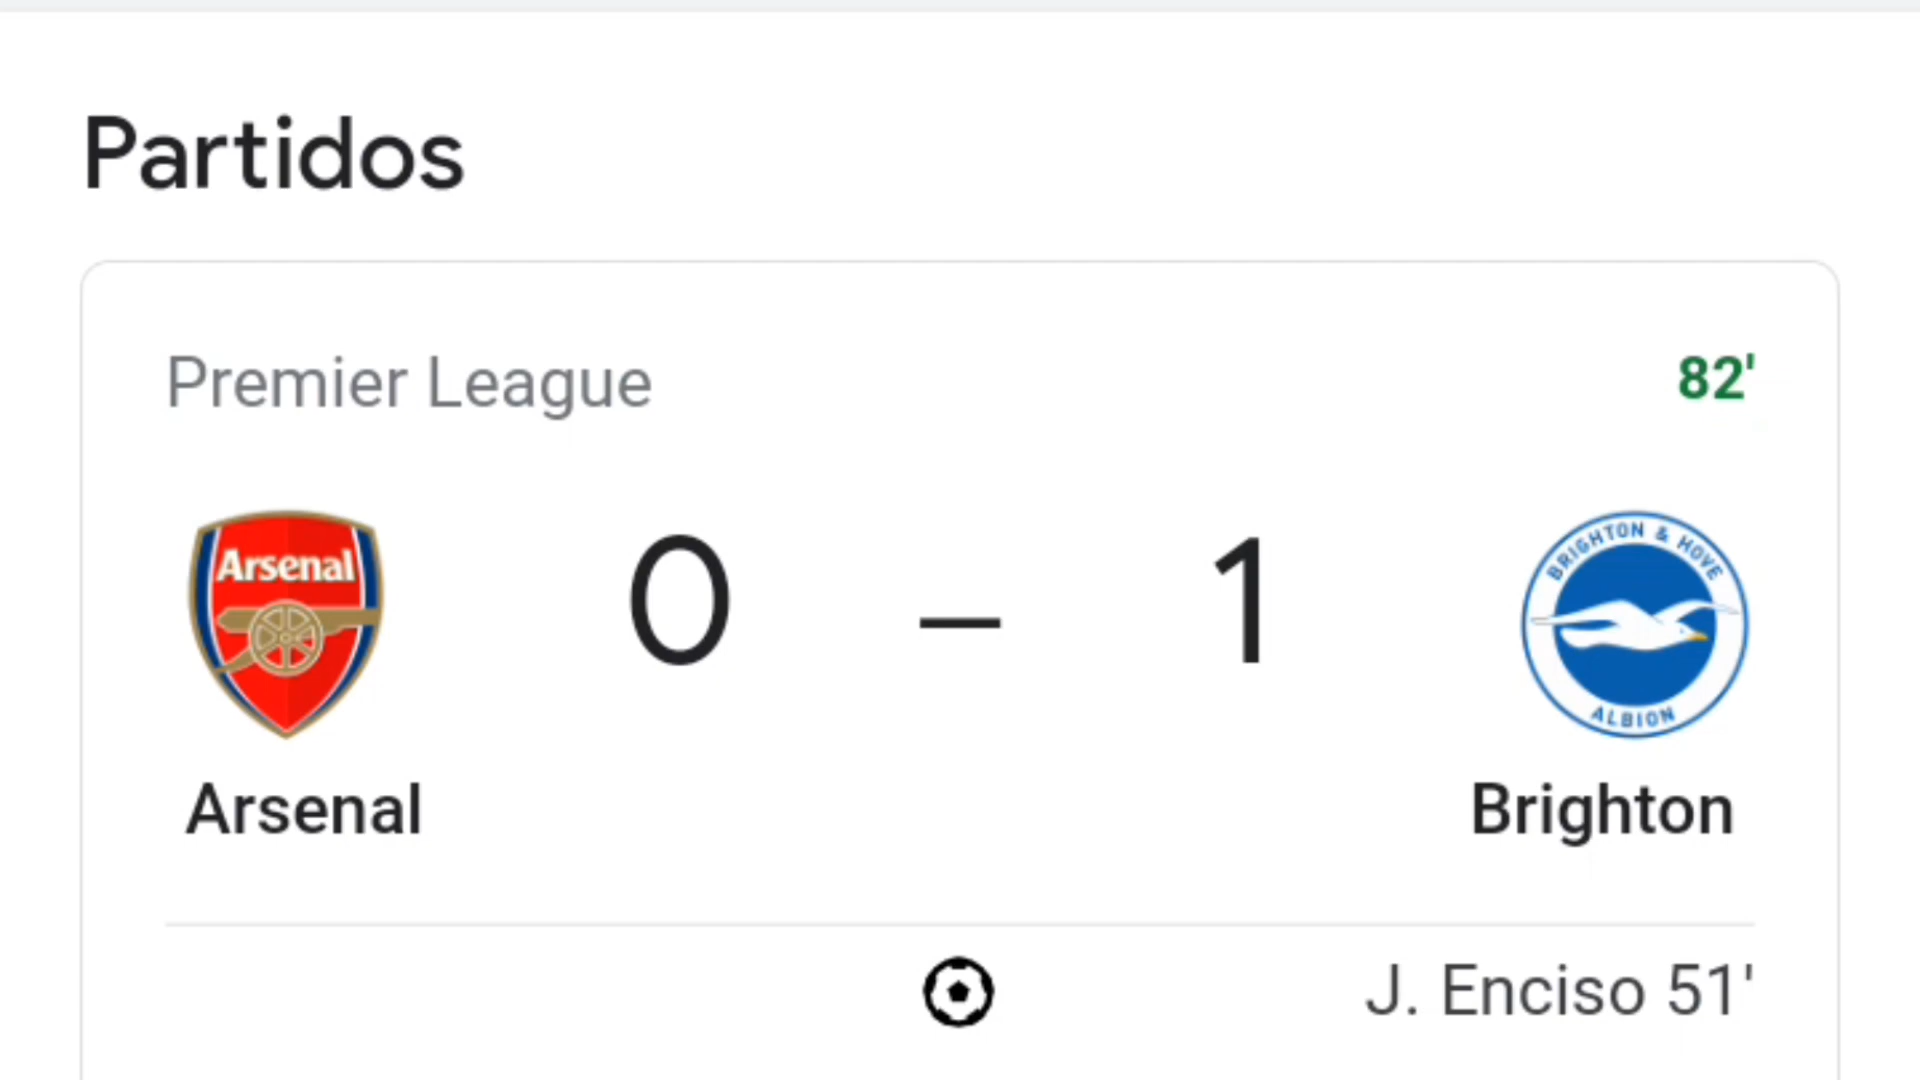 Partidos
Premier League 82'
Arsenal
0 – 1
BRIGHTON & HOVE
ALBION
Arsenal Brighton
J. Enciso 51'